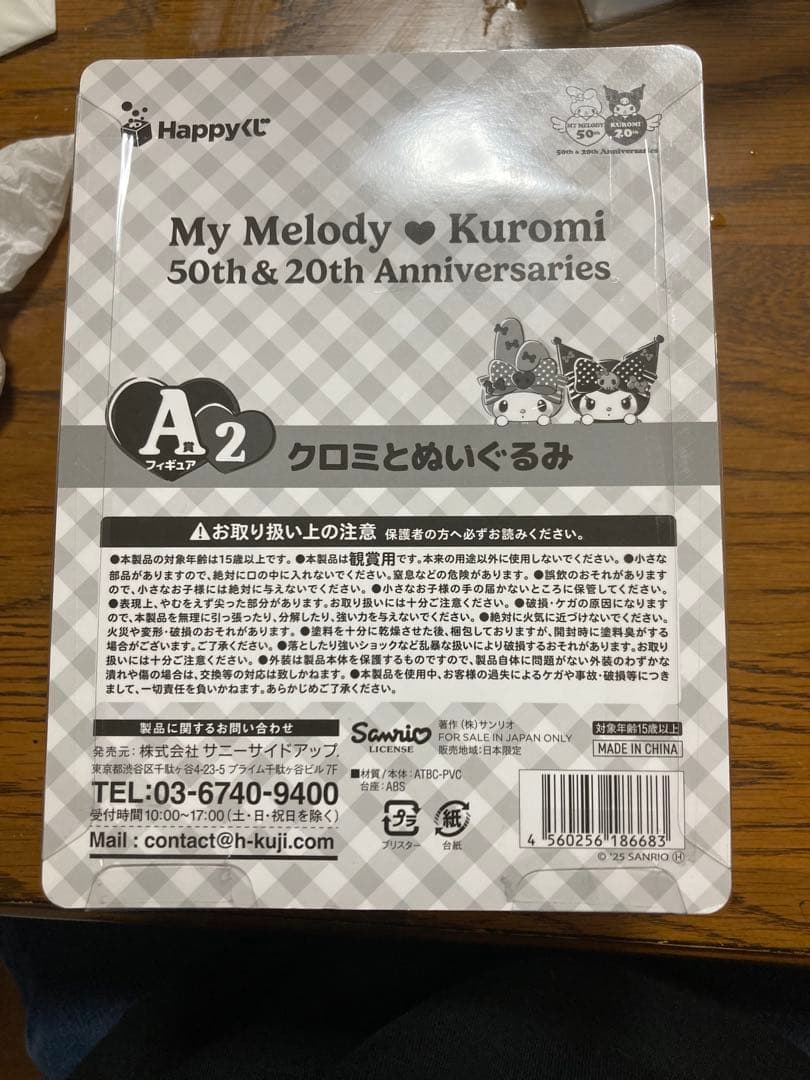 Happyくじ
MY MELODY 50th KUROMI 20th
50th & 20th Anniversaries
My Melody ♥ Kuromi
50th & 20th Anniversaries
A賞 2
フィギュア
クロミとぬいぐるみ
⚠お取り扱い上の注意 保護者の方へ必ずお読みください。
●本製品の対象年齢は15歳以上です。●本製品は観賞用です。本来の用途以外に使用しないでください。●小さな
部品がありますので、絶対に口の中に入れないでください。窒息などの危険があります。●誤飲のおそれがあります
ので、小さなお子様には絶対に与えないでください。●小さなお子様の手の届かないところに保管してください。
●表現上、やむをえず尖った部分があります。お取り扱いには十分ご注意ください。●破損・ケガの原因になります
ので、本製品を無理に引っ張ったり、分解したり、強い力を与えないでください。●絶対に火気に近づけないでください。
火災や変形・破損のおそれがあります。●塗料を十分に乾燥させた後、梱包しておりますが、開封時に塗料臭がする
場合がございます。ご了承ください。●落としたり強いショックなど乱暴な扱いにより破損するおそれがあります。お取り
扱いには十分ご注意ください。●外装は製品本体を保護するものですので、製品自体に問題がない外装のわずかな
潰れや傷の場合は、交換等の対応は致しかねます。●本製品を使用中、お客様の過失によるケガや事故・破損等につき
まして、一切責任を負いかねます。あらかじめご了承ください。
製品に関するお問い合わせ
発売元:株式会社 サニーサイドアップ
東京都渋谷区千駄ヶ谷4-23-5 プライム千駄ヶ谷ビル 7F
TEL:03-6740-9400
受付時間10:00~17:00(土・日・祝日を除く)
Mail : contact@h-kuji.com
Sanrio
LICENSE
著作(株)サンリオ
FOR SALE IN JAPAN ONLY
販売地域:日本限定
■材質/本体:ATBC-PVC
台座:ABS
プラ
ブリスター
紙
台紙
対象年齢15歳以上
MADE IN CHINA
4 560256 186683
© '25 SANRIO Ⓗ